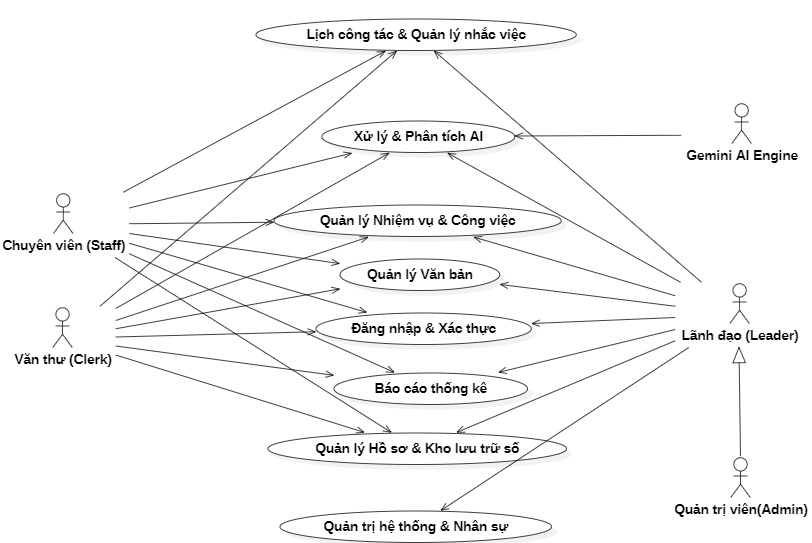 Lịch công tác & Quản lý nhắc việc
Xử lý & Phân tích AI
Gemini AI Engine
Quản lý Nhiệm vụ & Công việc
Chuyên viên (Staff)
Quản lý Văn bản
Đăng nhập & Xác thực
Lãnh đạo (Leader)
Văn thư (Clerk)
Báo cáo thống kê
Quản lý Hồ sơ & Kho lưu trữ số
Quản trị viên(Admin)
Quản trị hệ thống & Nhân sự